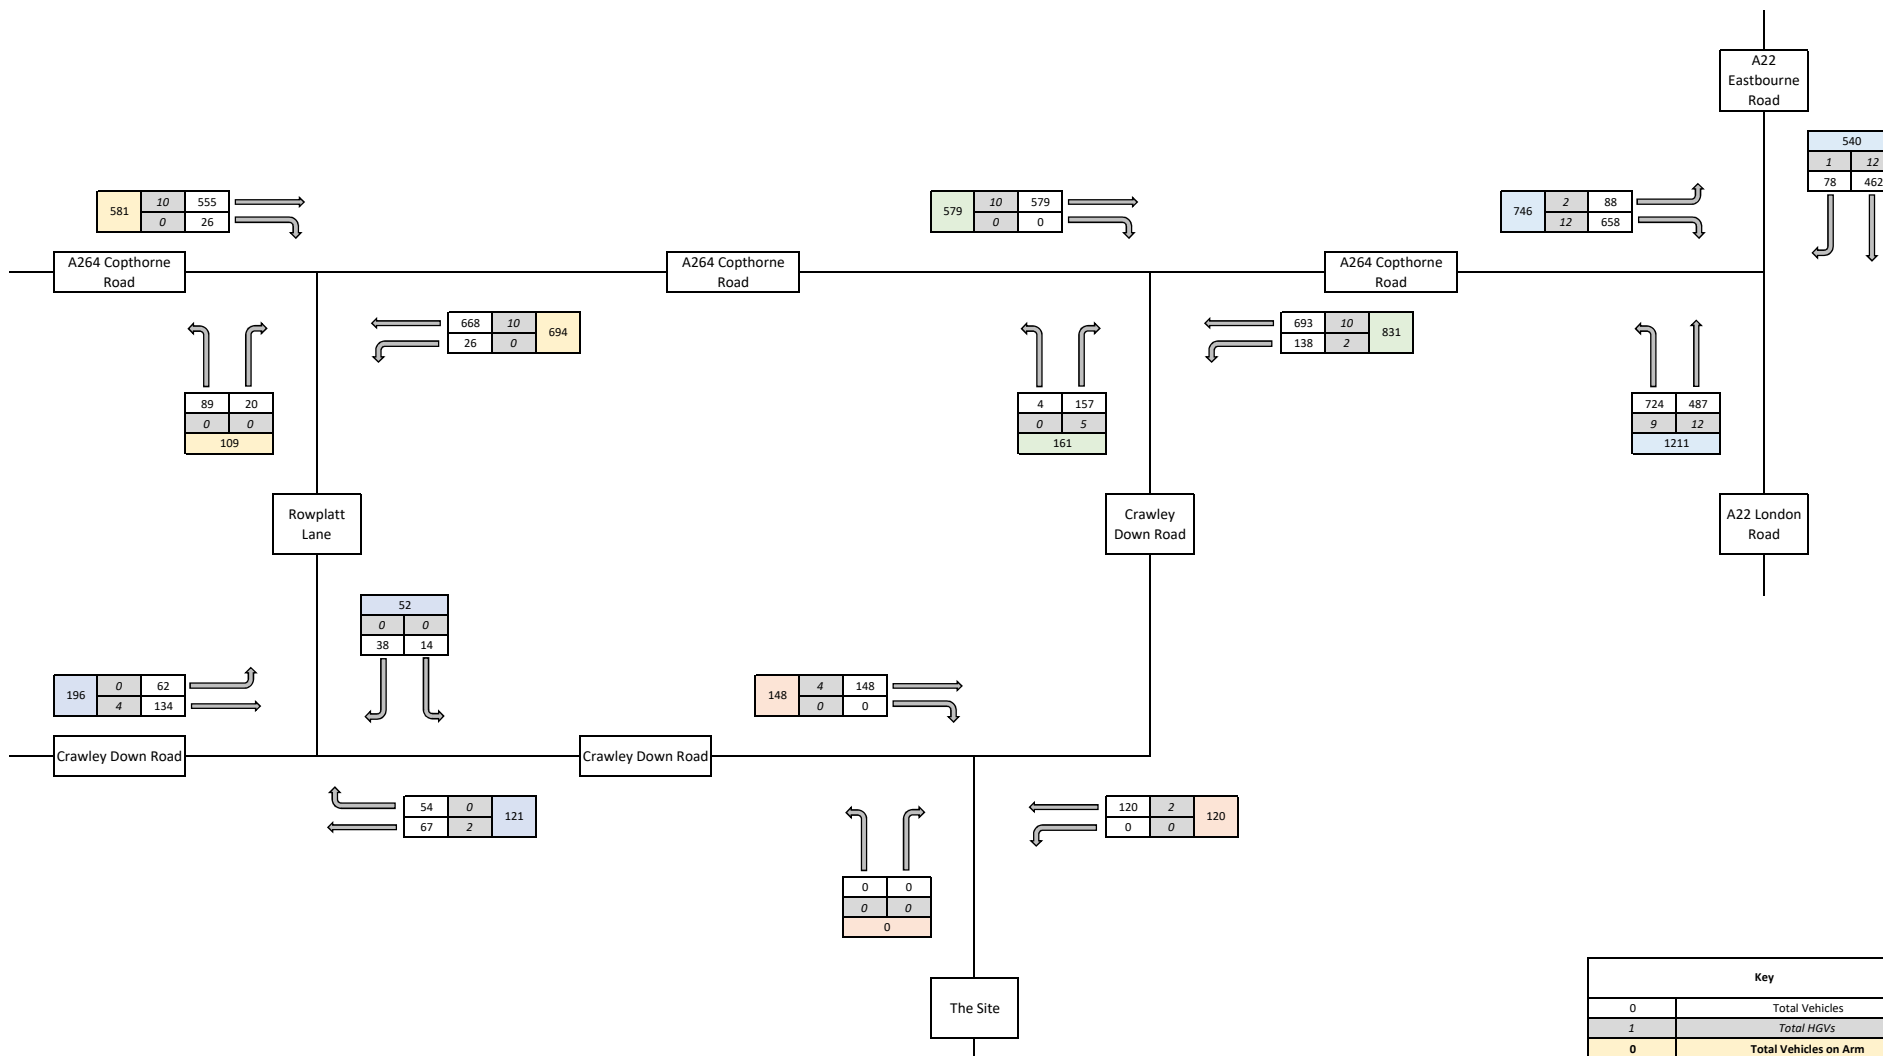 A22
Eastbourne
Road
540
1 12
78 462
581 10 555
0 26
579 10 579
0 0
746 2 88
12 658
A264 Copthorne
Road
A264 Copthorne
Road
A264 Copthorne
Road
668 10 694
26 0
693 10 831
138 2
89 20
0 0
109
4 157
0 5
161
724 487
9 12
1211
Rowplatt
Lane
Crawley
Down Road
A22 London
Road
52
0 0
38 14
196 0 62
4 134
148 4 148
0 0
Crawley Down Road
Crawley Down Road
54 0 121
67 2
120 2 120
0 0
0 0
0 0
0
The Site
Key
0 Total Vehicles
1 Total HGVs
0 Total Vehicles on Arm